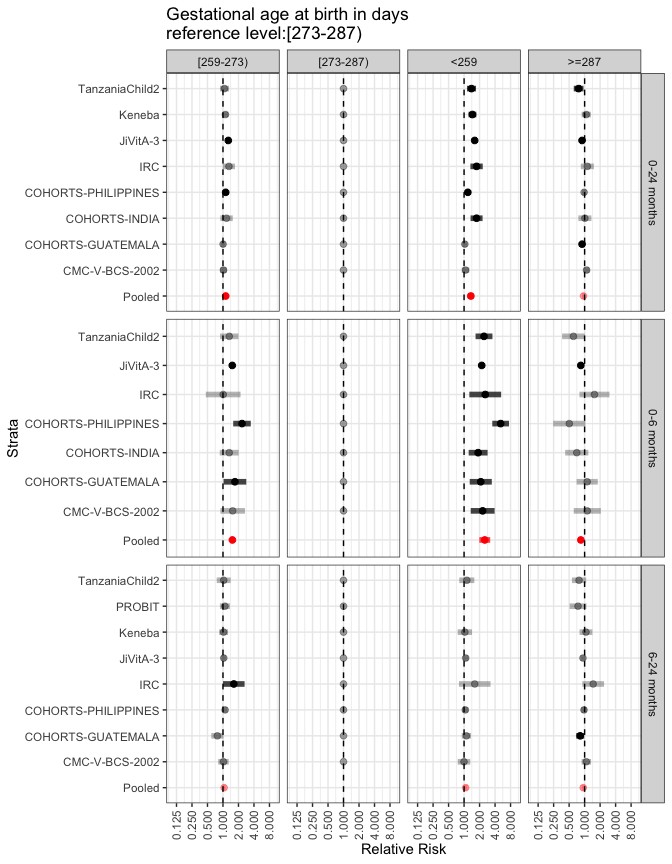 Gestational age at birth in days
reference level:[273-287)
[259-273)
[273-287)
<259
>=287
TanzaniaChild2
Keneba
JiVitA-3
IRC
COHORTS-PHILIPPINES
COHORTS-INDIA
COHORTS-GUATEMALA
CMC-V-BCS-2002
Pooled
0-24 months
TanzaniaChild2
JiVitA-3
IRC
COHORTS-PHILIPPINES
COHORTS-INDIA
COHORTS-GUATEMALA
CMC-V-BCS-2002
Pooled
0-6 months
TanzaniaChild2
PROBIT
Keneba
JiVitA-3
IRC
COHORTS-PHILIPPINES
COHORTS-GUATEMALA
CMC-V-BCS-2002
Pooled
6-24 months
Strata
0.125 0.250 0.500 1.000 2.000 4.000 8.000
0.125 0.250 0.500 1.000 2.000 4.000 8.000
0.125 0.250 0.500 1.000 2.000 4.000 8.000
0.125 0.250 0.500 1.000 2.000 4.000 8.000
Relative Risk